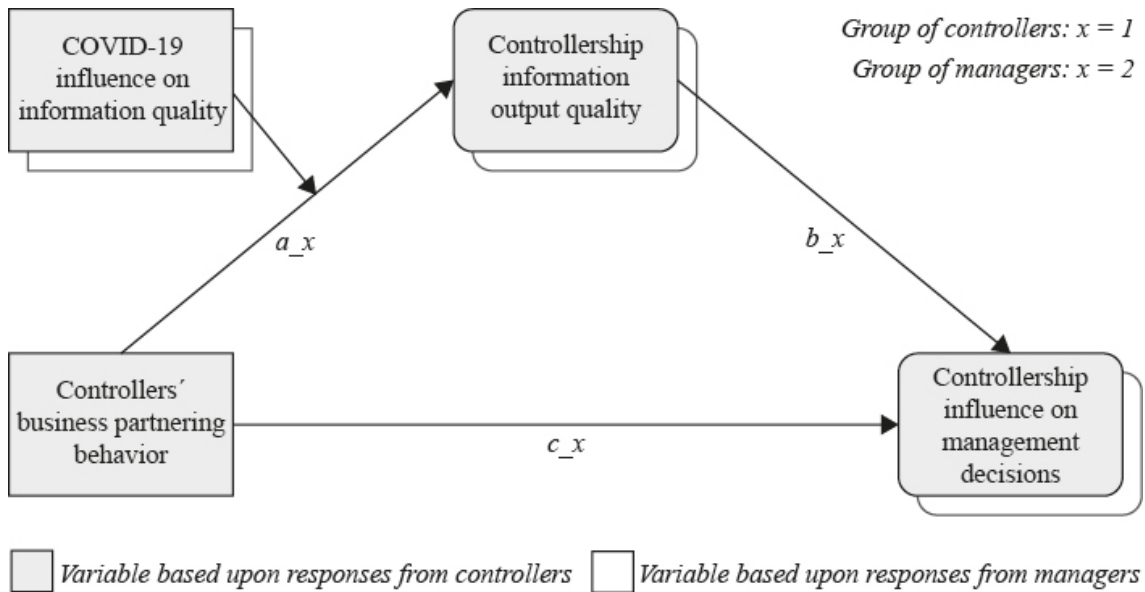 COVID-19
influence on
information quality
Controllership
information
output quality
Group of controllers: x = 1
Group of managers: x = 2
a_x
b_x
Controllers´
business partnering
behavior
c_x
Controllership
influence on
management
decisions
Variable based upon responses from controllers
Variable based upon responses from managers